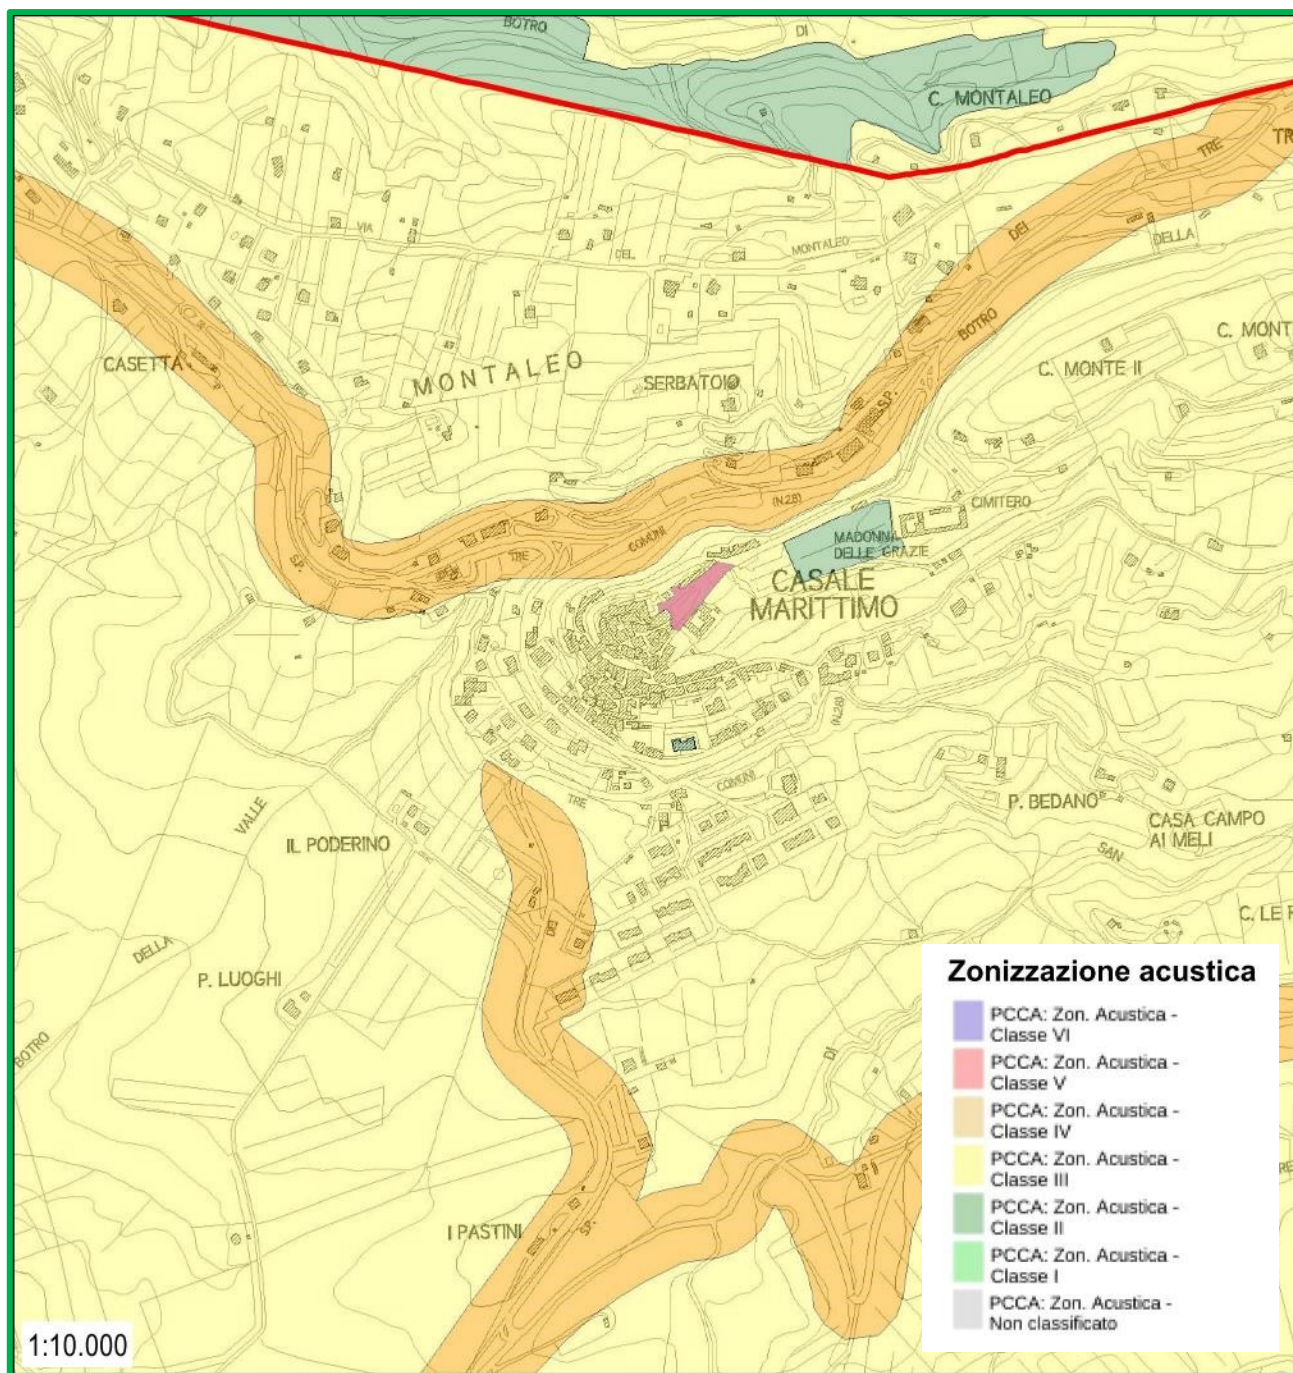 BOTRO
DI
C. MONTALEO
TRE
TR
DEI
DELLA
VIA
DEL
MONTALEO
BOTRO
C. MONT
CASETTA
MONTALEO
SERBATOIO
C. MONTE II
S.P.
(N.28)
CIMITERO
MADONNA
DELLE GRAZIE
COMUNI
TRE
S.P.
CASALE
MARITTIMO
(N.28)
COMUNI
TRE
P. BEDANO
VALLE
IL PODERINO
CASA CAMPO
AI MELI
SAN
DEI
C. LE
DELLA
P. LUOGHI
BOTRO
DI
I PASTINI
S.P.
Zonizzazione acustica
PCCA: Zon. Acustica -
Classe VI
PCCA: Zon. Acustica -
Classe V
PCCA: Zon. Acustica -
Classe IV
PCCA: Zon. Acustica -
Classe III
PCCA: Zon. Acustica -
Classe II
PCCA: Zon. Acustica -
Classe I
PCCA: Zon. Acustica -
Non classificato
1:10.000